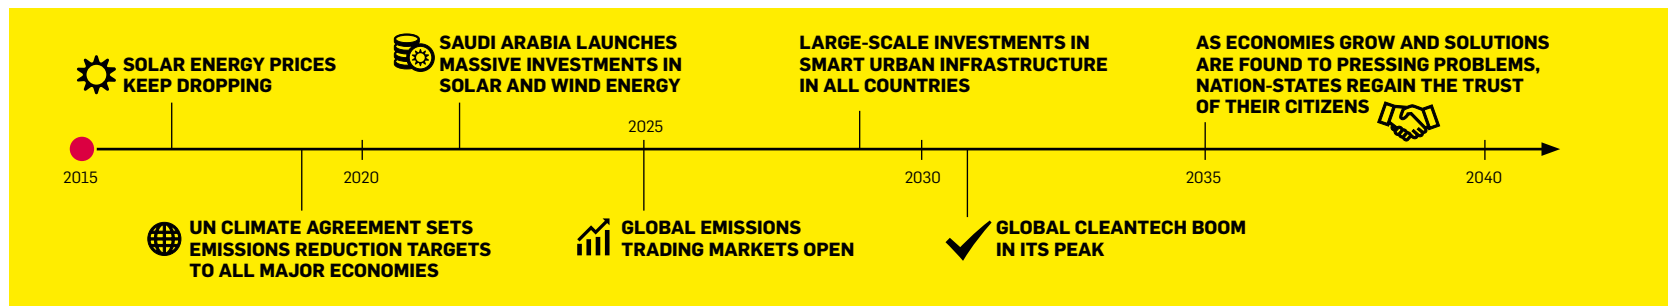 SOLAR ENERGY PRICES
KEEP DROPPING
SAUDI ARABIA LAUNCHES
MASSIVE INVESTMENTS IN
SOLAR AND WIND ENERGY
LARGE-SCALE INVESTMENTS IN
SMART URBAN INFRASTRUCTURE
IN ALL COUNTRIES
AS ECONOMIES GROW AND SOLUTIONS
ARE FOUND TO PRESSING PROBLEMS,
NATION-STATES REGAIN THE TRUST
OF THEIR CITIZENS
2025
2015
2020
2030
2035
2040
UN CLIMATE AGREEMENT SETS
EMISSIONS REDUCTION TARGETS
TO ALL MAJOR ECONOMIES
GLOBAL EMISSIONS
TRADING MARKETS OPEN
GLOBAL CLEANTECH BOOM
IN ITS PEAK